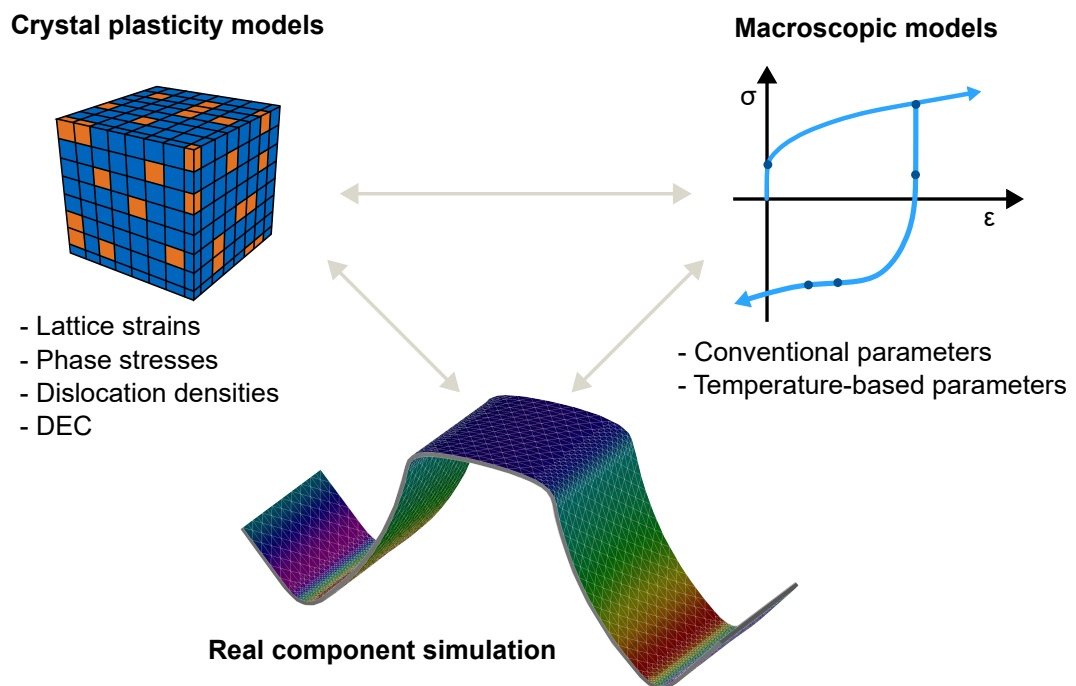 Crystal plasticity models
Macroscopic models
σ
ε
- Lattice strains
- Phase stresses
- Dislocation densities
- DEC
- Conventional parameters
- Temperature-based parameters
Real component simulation